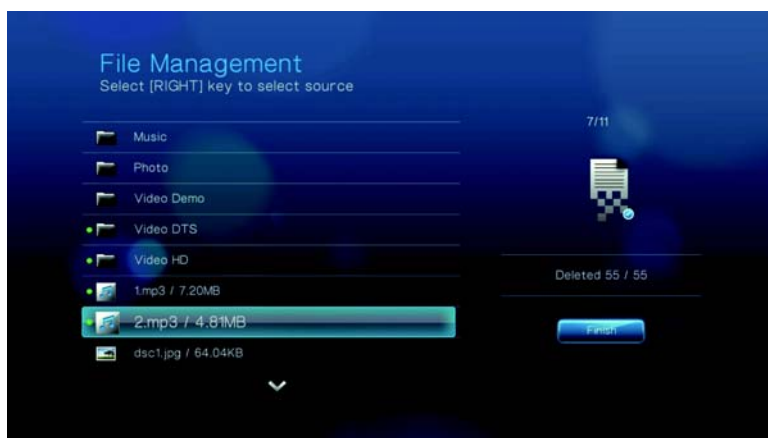 File Management
Select [RIGHT] key to select source
7/11
Music
Photo
Video Demo
Video DTS
Video HD
1.mp3 / 7.20MB
2.mp3 / 4.81MB
dsc1.jpg / 64.04KB
Deleted 55 / 55
Finish